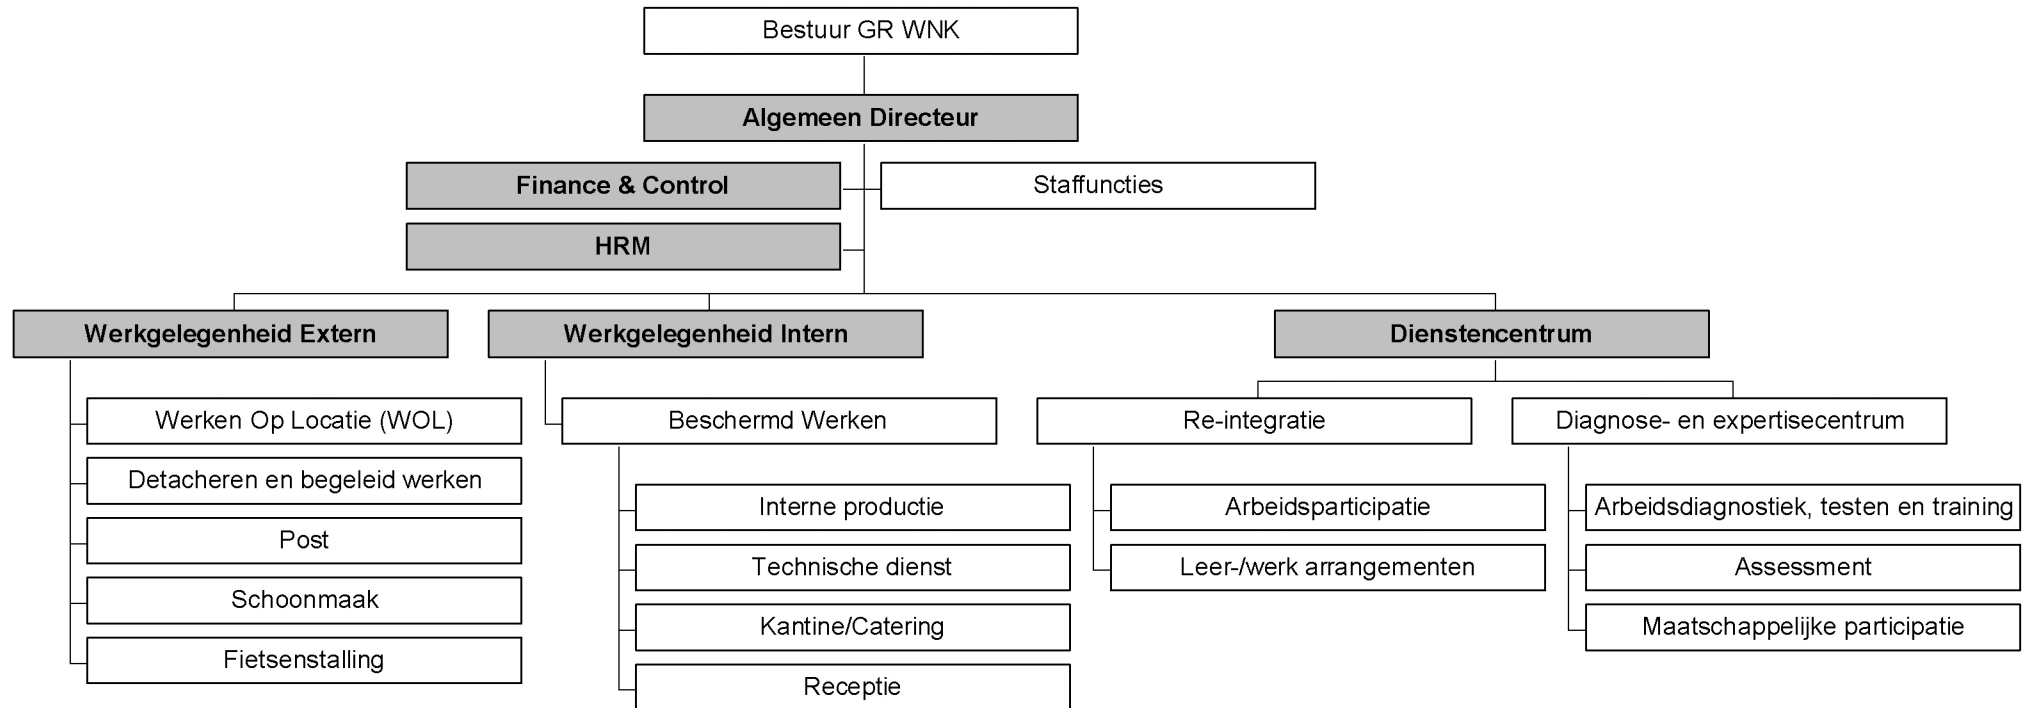 Bestuur GR WNK
Algemeen Directeur
Finance & Control
Staffuncties
HRM
Werkgelegenheid Extern
Werkgelegenheid Intern
Dienstencentrum
Werken Op Locatie (WOL)
Detacheren en begeleid werken
Post
Schoonmaak
Fietsenstalling
Beschermd Werken
Interne productie
Technische dienst
Kantine/Catering
Receptie
Re-integratie
Arbeidsparticipatie
Leer-/werk arrangementen
Diagnose- en expertisecentrum
Arbeidsdiagnostiek, testen en training
Assessment
Maatschappelijke participatie